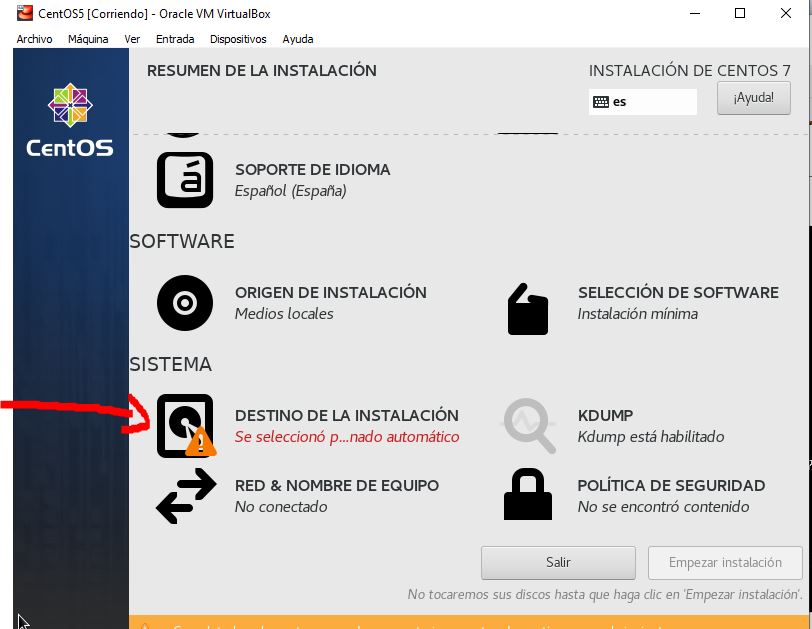 CentOS5 [Corriendo] - Oracle VM VirtualBox
Archivo Máquina Ver Entrada Dispositivos Ayuda
CentOS
RESUMEN DE LA INSTALACIÓN
INSTALACIÓN DE CENTOS 7
es
¡Ayuda!
á
SOPORTE DE IDIOMA
Español (España)
SOFTWARE
ORIGEN DE INSTALACIÓN
Medios locales
SELECCIÓN DE SOFTWARE
Instalación mínima
SISTEMA
DESTINO DE LA INSTALACIÓN
Se seleccionó p...nado automático
KDUMP
Kdump está habilitado
RED & NOMBRE DE EQUIPO
No conectado
POLÍTICA DE SEGURIDAD
No se encontró contenido
Salir
Empezar instalación
No tocaremos sus discos hasta que haga clic en 'Empezar instalación'.